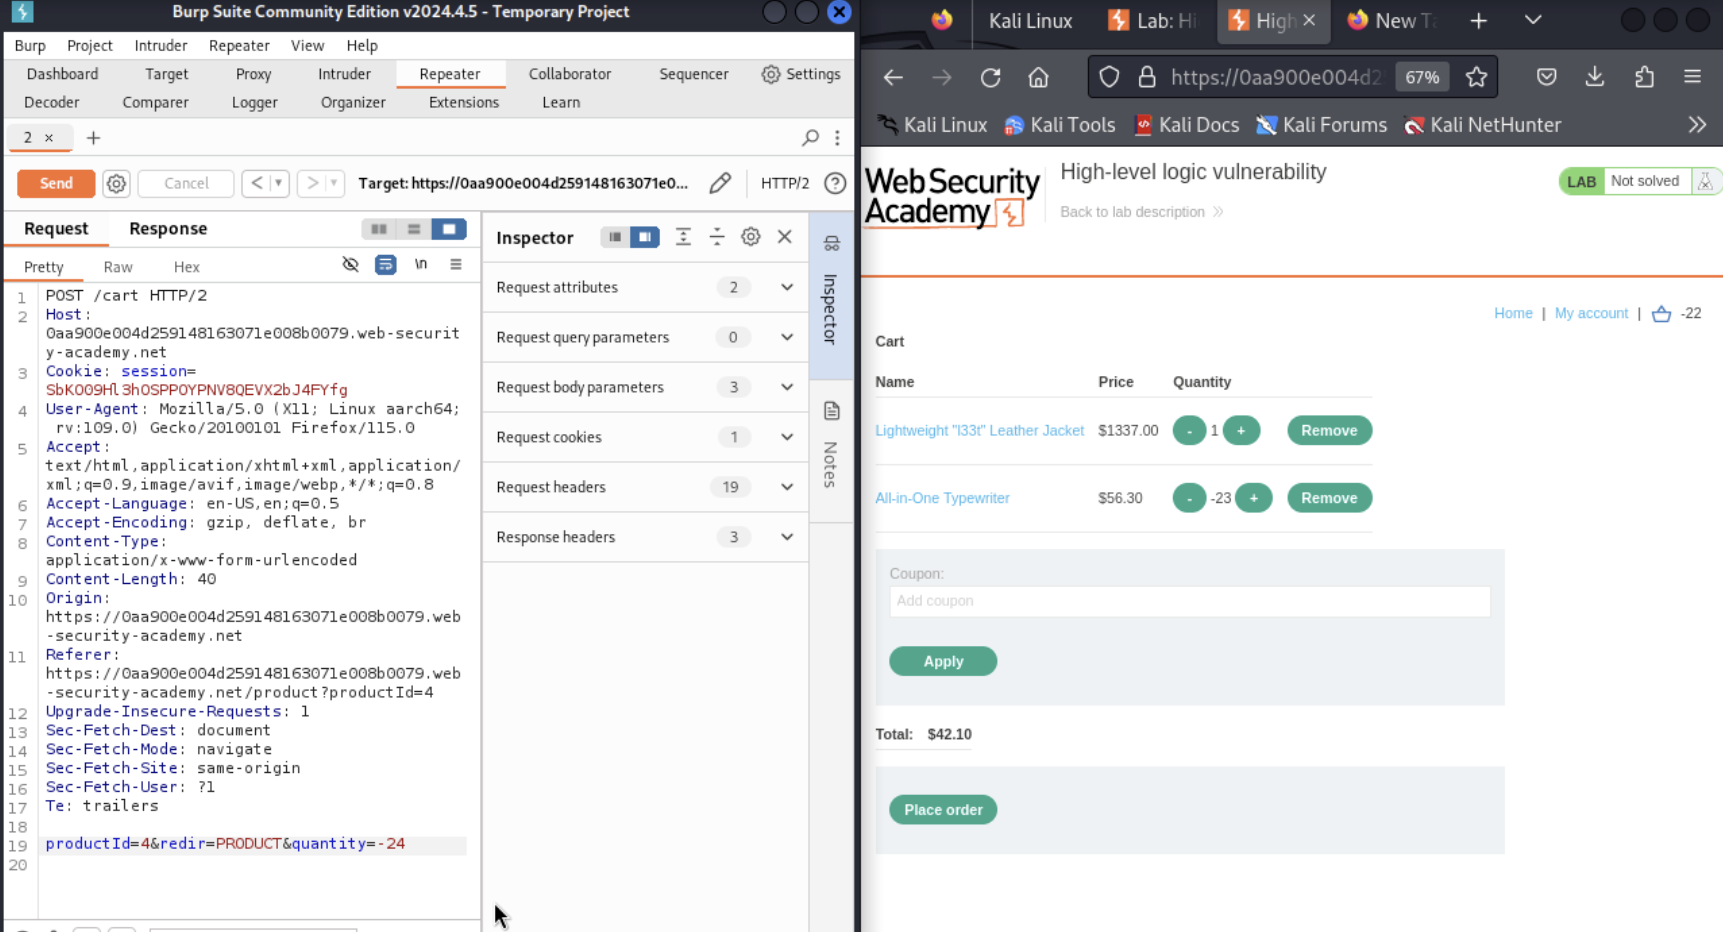 Burp Suite Community Edition v2024.4.5 - Temporary Project
Burp Project Intruder Repeater View Help
Dashboard Target Proxy Intruder Repeater Collaborator Sequencer Settings
Decoder Comparer Logger Organizer Extensions Learn
2 × +
Send Cancel < > Target: https://0aa900e004d259148163071e0... HTTP/2
Request Response
Pretty Raw Hex \n
1 POST /cart HTTP/2
2 Host:
0aa900e004d259148163071e008b0079.web-securit
y-academy.net
3 Cookie: session=
SbKO09Hl3hOSPPOYPNV8QEVX2bJ4FYfg
4 User-Agent: Mozilla/5.0 (X11; Linux aarch64;
rv:109.0) Gecko/20100101 Firefox/115.0
5 Accept:
text/html,application/xhtml+xml,application/
xml;q=0.9,image/avif,image/webp,*/*;q=0.8
6 Accept-Language: en-US,en;q=0.5
7 Accept-Encoding: gzip, deflate, br
8 Content-Type:
application/x-www-form-urlencoded
9 Content-Length: 40
10 Origin:
https://0aa900e004d259148163071e008b0079.web
-security-academy.net
11 Referer:
https://0aa900e004d259148163071e008b0079.web
-security-academy.net/product?productId=4
12 Upgrade-Insecure-Requests: 1
13 Sec-Fetch-Dest: document
14 Sec-Fetch-Mode: navigate
15 Sec-Fetch-Site: same-origin
16 Sec-Fetch-User: ?1
17 Te: trailers
18
19 productId=4&redir=PRODUCT&quantity=-24
20
Inspector
Request attributes 2
Request query parameters 0
Request body parameters 3
Request cookies 1
Request headers 19
Response headers 3
Inspector
Notes
Kali Linux Lab: Hi High × New Ta +
https://0aa900e004d2 67%
Kali Linux Kali Tools Kali Docs Kali Forums Kali NetHunter
Web Security
Academy
High-level logic vulnerability
Back to lab description
LAB Not solved
Home | My account | -22
Cart
Name Price Quantity
Lightweight "l33t" Leather Jacket $1337.00 - 1 + Remove
All-in-One Typewriter $56.30 - -23 + Remove
Coupon:
Add coupon
Apply
Total: $42.10
Place order